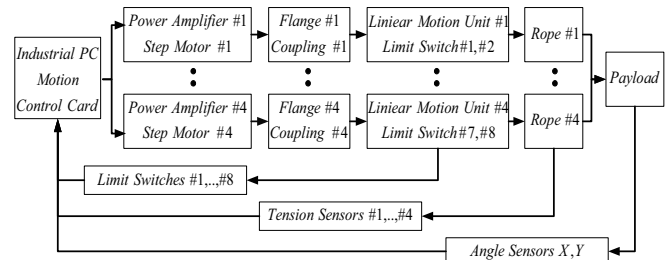 Industrial PC
Motion
Control Card
Power Amplifier #1
Step Motor #1
Flange #1
Coupling #1
Liniear Motion Unit #1
Limit Switch#1,#2
Rope #1
Payload
Power Amplifier #4
Step Motor #4
Flange #4
Coupling #4
Liniear Motion Unit #4
Limit Switch#7,#8
Rope #4
Limit Switches #1,..,#8
Tension Sensors #1,..,#4
Angle Sensors X,Y